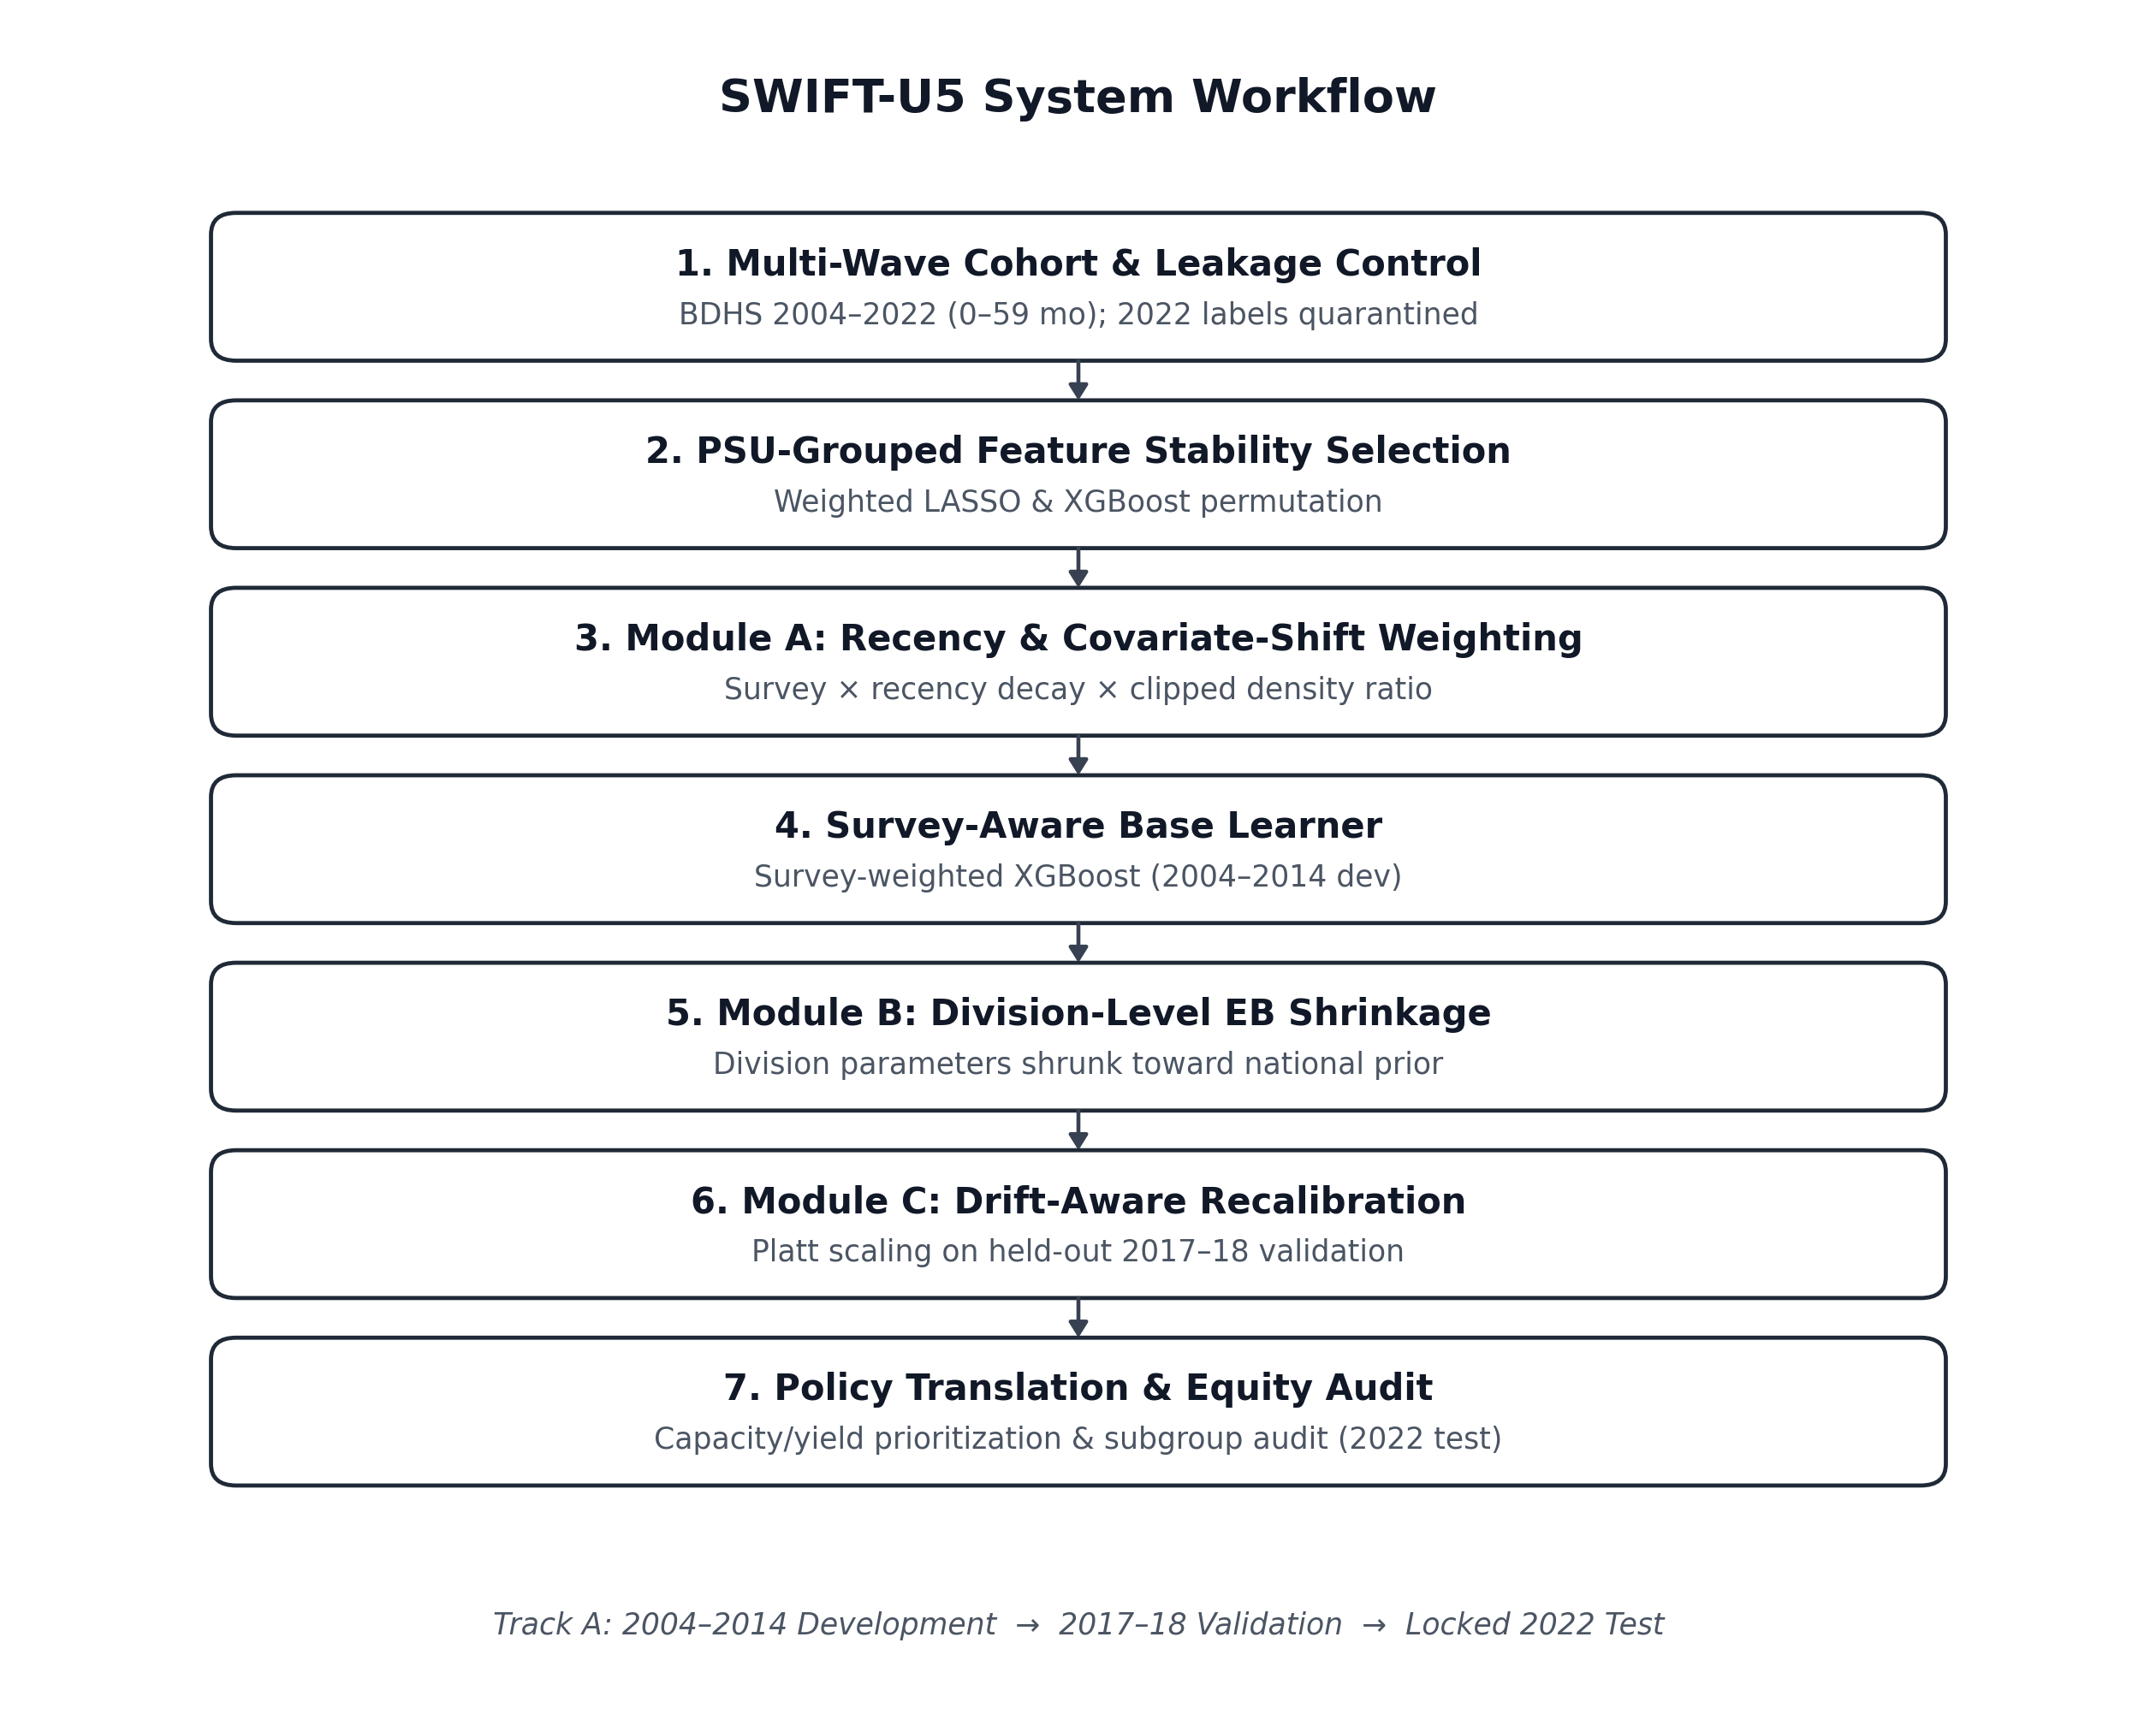 SWIFT-U5 System Workflow
1. Multi-Wave Cohort & Leakage Control
BDHS 2004–2022 (0–59 mo); 2022 labels quarantined
2. PSU-Grouped Feature Stability Selection
Weighted LASSO & XGBoost permutation
3. Module A: Recency & Covariate-Shift Weighting
Survey × recency decay × clipped density ratio
4. Survey-Aware Base Learner
Survey-weighted XGBoost (2004–2014 dev)
5. Module B: Division-Level EB Shrinkage
Division parameters shrunk toward national prior
6. Module C: Drift-Aware Recalibration
Platt scaling on held-out 2017–18 validation
7. Policy Translation & Equity Audit
Capacity/yield prioritization & subgroup audit (2022 test)
Track A: 2004–2014 Development → 2017–18 Validation → Locked 2022 Test